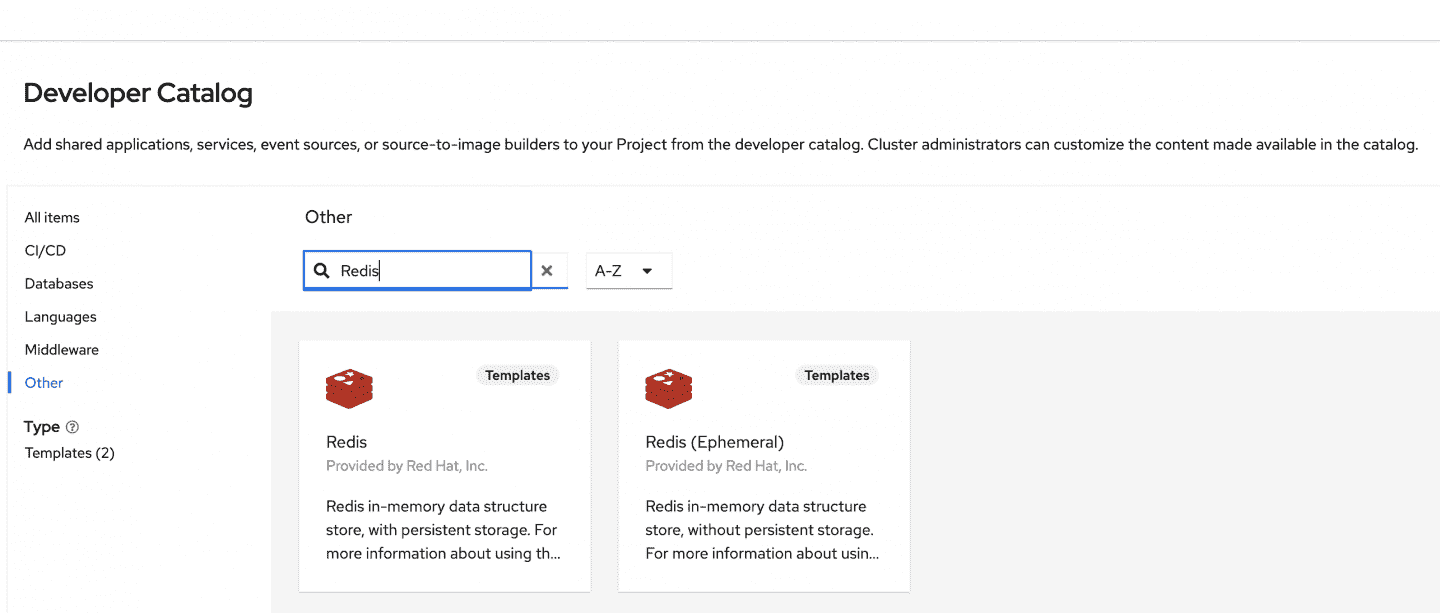 Developer Catalog
Add shared applications, services, event sources, or source-to-image builders to your Project from the developer catalog. Cluster administrators can customize the content made available in the catalog.
All items
CI/CD
Databases
Languages
Middleware
Other
Type
Templates (2)
Other
Redis
A-Z
Templates
Redis
Provided by Red Hat, Inc.
Redis in-memory data structure
store, with persistent storage. For
more information about using th...
Templates
Redis (Ephemeral)
Provided by Red Hat, Inc.
Redis in-memory data structure
store, without persistent storage.
For more information about usin...